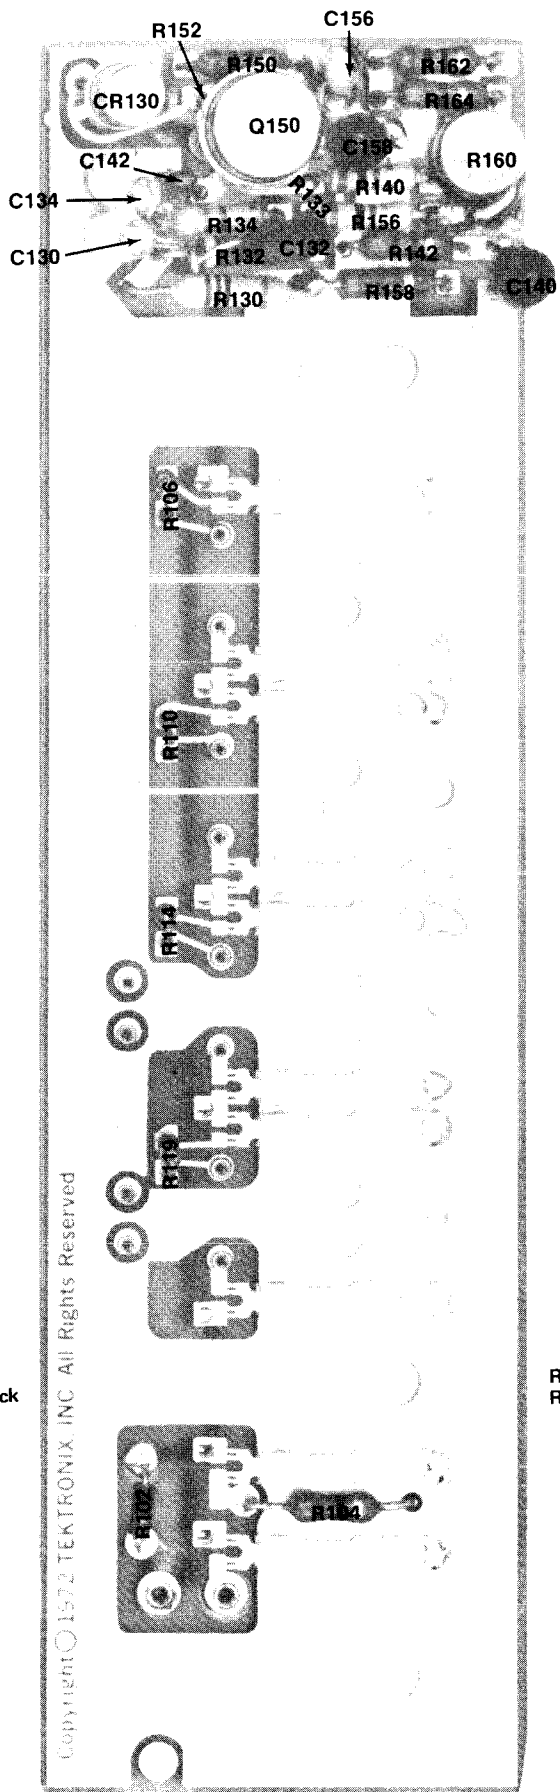 C156
R152
R150
R162
CR130
R164
Q150
C158
R160
C142
R133
R140
C134
R134
R156
C132
R132
R142
C130
R130
R158
C140
R106
R110
R114
R119
ck
R
R
R102
R104
Copyright © 1972 TEKTRONIX, INC All Rights Reserved